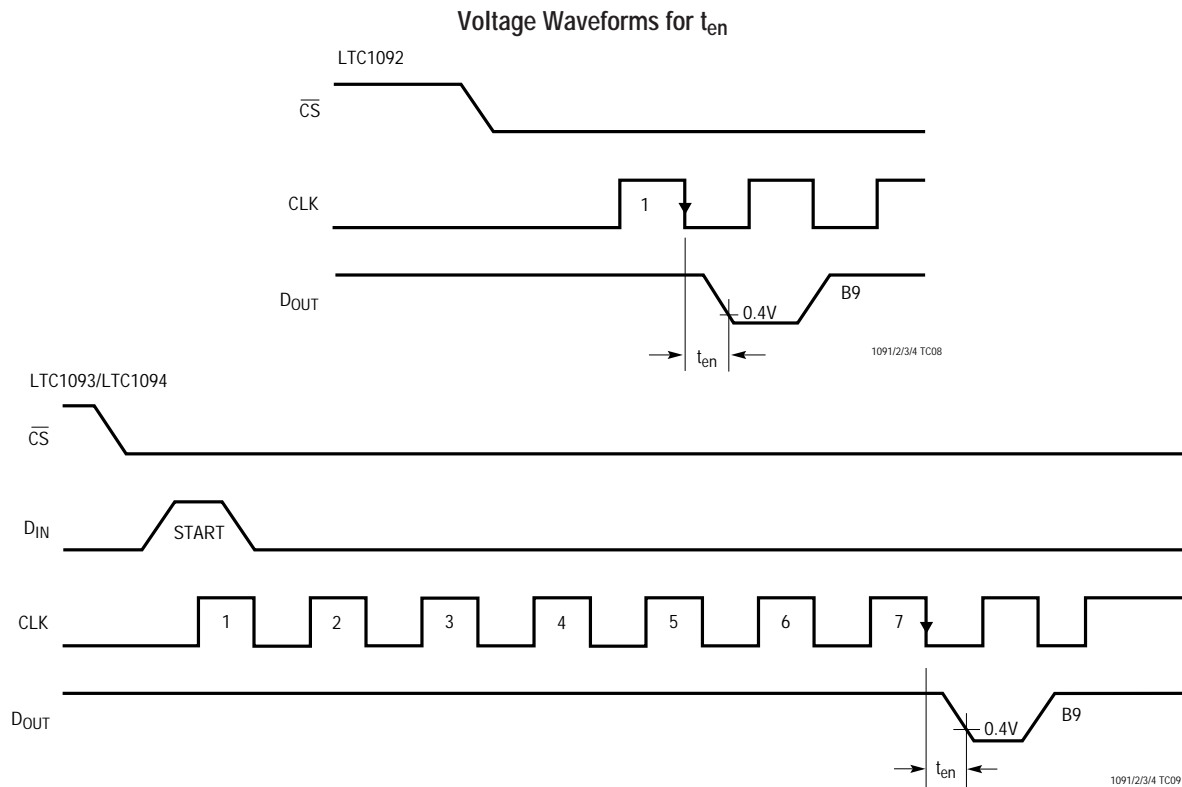 Voltage Waveforms for ten
LTC1092
CS
CLK
1
DOUT
0.4V
B9
ten
1091/2/3/4 TC08
LTC1093/LTC1094
CS
DIN
START
CLK
1 2 3 4 5 6 7
DOUT
0.4V
B9
ten
1091/2/3/4 TC09